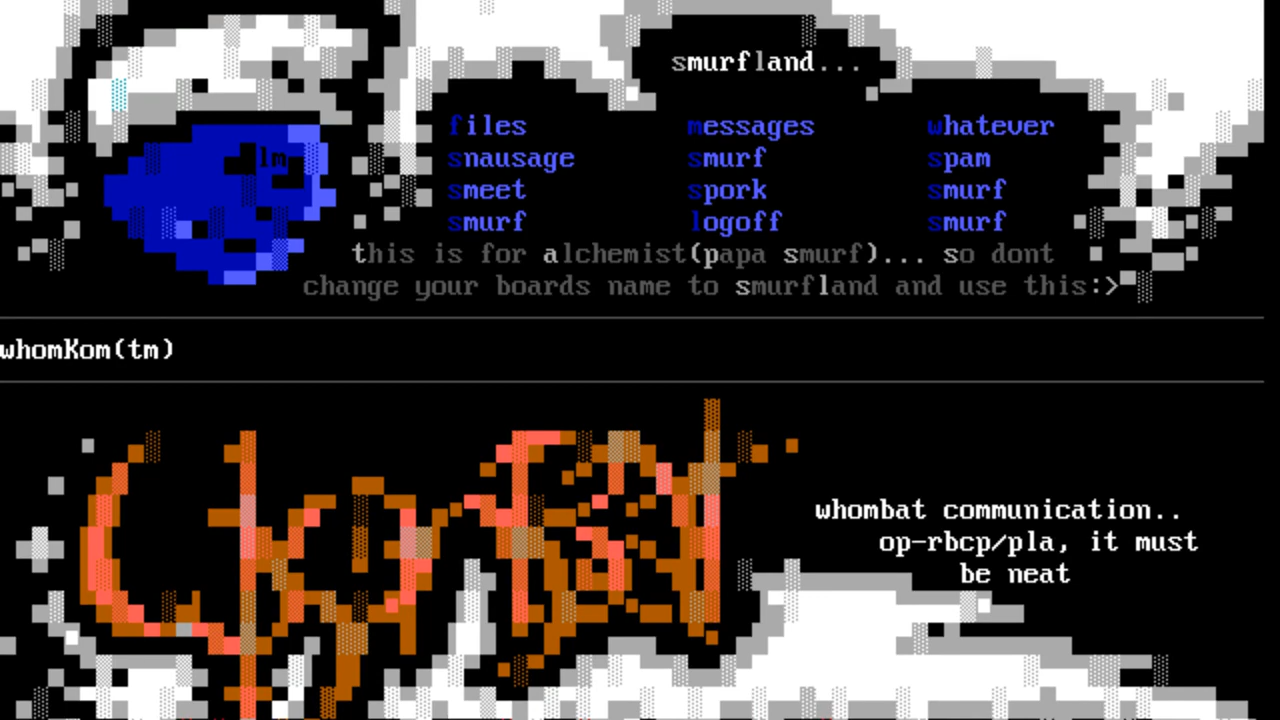 smurfland...
files messages whatever
lm
snausage smurf spam
smeet spork smurf
smurf logoff smurf
this is for alchemist(papa smurf)... so dont
change your boards name to smurfland and use this:>
whomKom(tm)
whombat communication..
op-rbcp/pla, it must
be neat